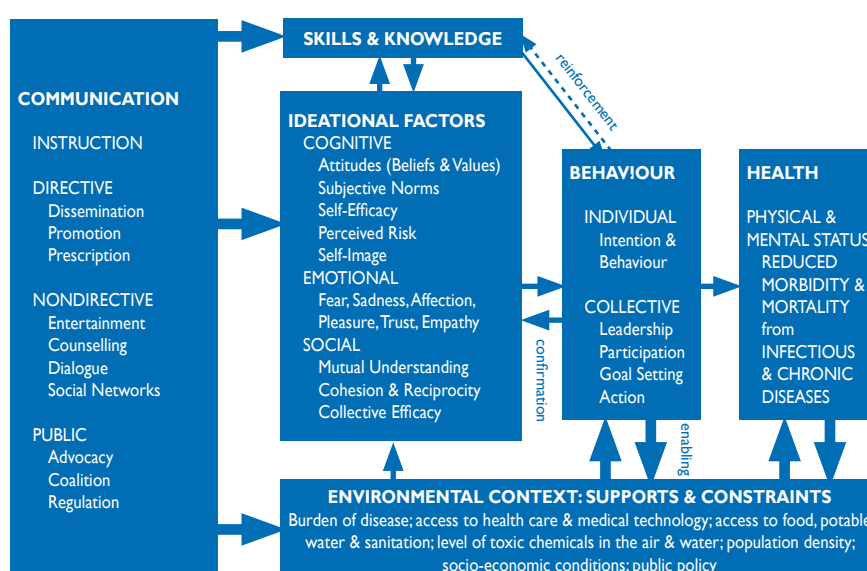 SKILLS & KNOWLEDGE
COMMUNICATION
INSTRUCTION
DIRECTIVE
Dissemination
Promotion
Prescription
NONDIRECTIVE
Entertainment
Counselling
Dialogue
Social Networks
PUBLIC
Advocacy
Coalition
Regulation
IDEATIONAL FACTORS
COGNITIVE
Attitudes (Beliefs & Values)
Subjective Norms
Self-Efficacy
Perceived Risk
Self-Image
EMOTIONAL
Fear, Sadness, Affection,
Pleasure, Trust, Empathy
SOCIAL
Mutual Understanding
Cohesion & Reciprocity
Collective Efficacy
reinforcement
confirmation
BEHAVIOUR
INDIVIDUAL
Intention &
Behaviour
COLLECTIVE
Leadership
Participation
Goal Setting
Action
enabling
HEALTH
PHYSICAL &
MENTAL STATUS
REDUCED
MORBIDITY &
MORTALITY
from
INFECTIOUS
& CHRONIC
DISEASES
ENVIRONMENTAL CONTEXT: SUPPORTS & CONSTRAINTS
Burden of disease; access to health care & medical technology; access to food, potable
water & sanitation; level of toxic chemicals in the air & water; population density;
socio-economic conditions; public policy